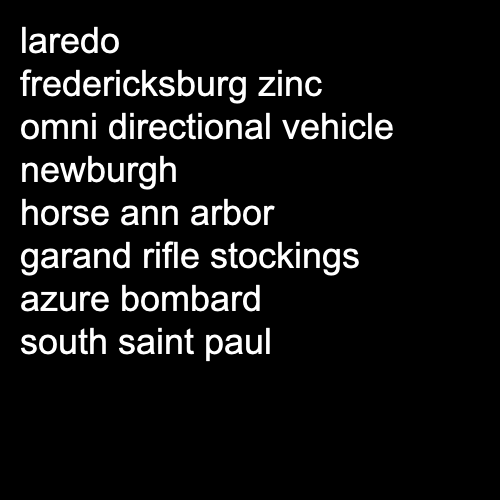 laredo
fredericksburg zinc
omni directional vehicle
newburgh
horse ann arbor
garand rifle stockings
azure bombard
south saint paul